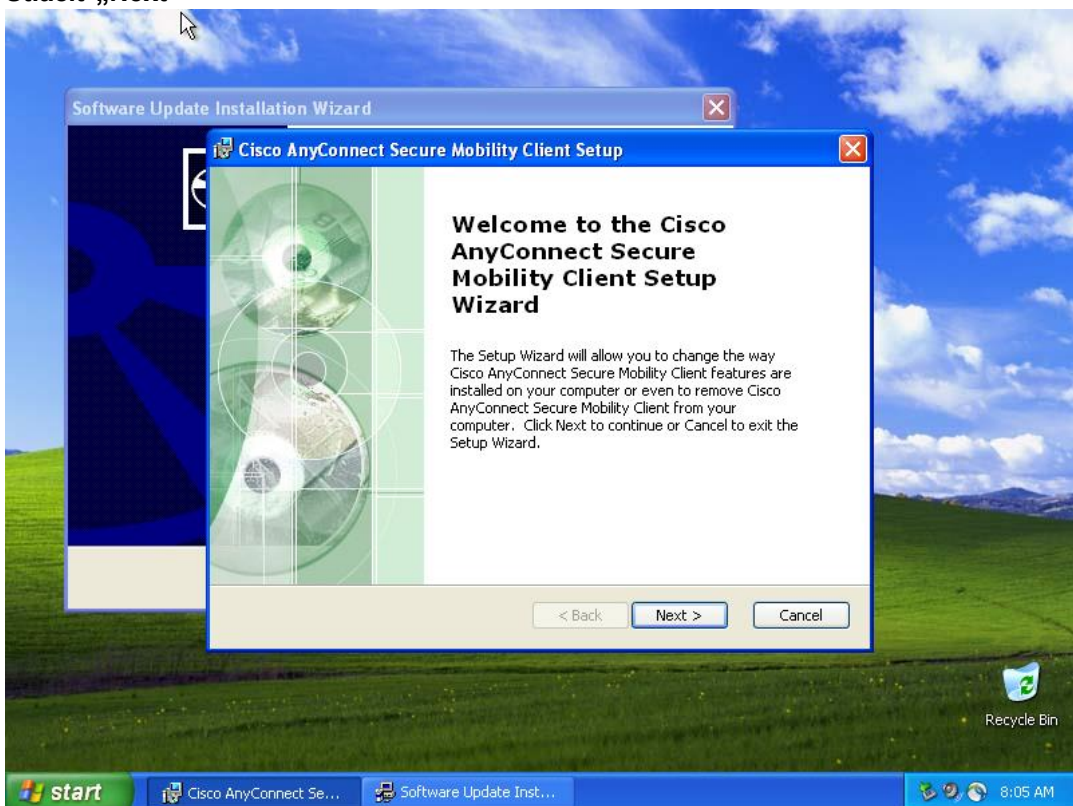 Software Update Installation Wizard
Cisco AnyConnect Secure Mobility Client Setup
Welcome to the Cisco
AnyConnect Secure
Mobility Client Setup
Wizard
The Setup Wizard will allow you to change the way
Cisco AnyConnect Secure Mobility Client features are
installed on your computer or even to remove Cisco
AnyConnect Secure Mobility Client from your
computer. Click Next to continue or Cancel to exit the
Setup Wizard.
< Back
Next >
Cancel
Recycle Bin
start
Cisco AnyConnect Se...
Software Update Inst...
8:05 AM